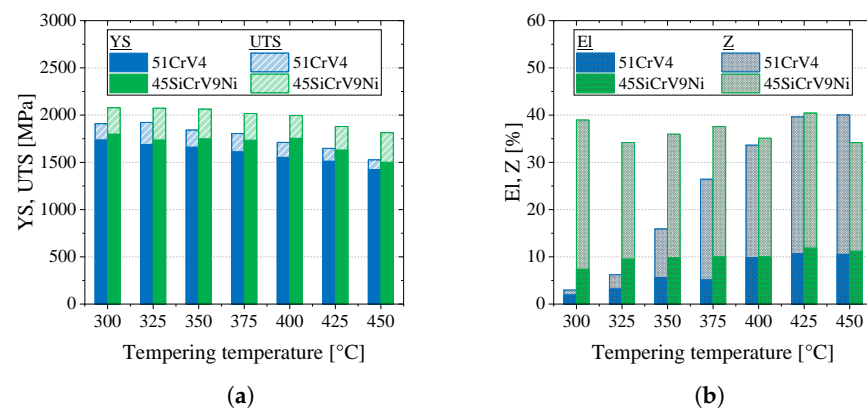 YS UTS
51CrV4 51CrV4
45SiCrV9Ni 45SiCrV9Ni
YS, UTS [MPa]
3000
2500
2000
1500
1000
500
0
300 325 350 375 400 425 450
Tempering temperature [°C]
(a)
El Z
51CrV4 51CrV4
45SiCrV9Ni 45SiCrV9Ni
El, Z [%]
60
50
40
30
20
10
0
300 325 350 375 400 425 450
Tempering temperature [°C]
(b)